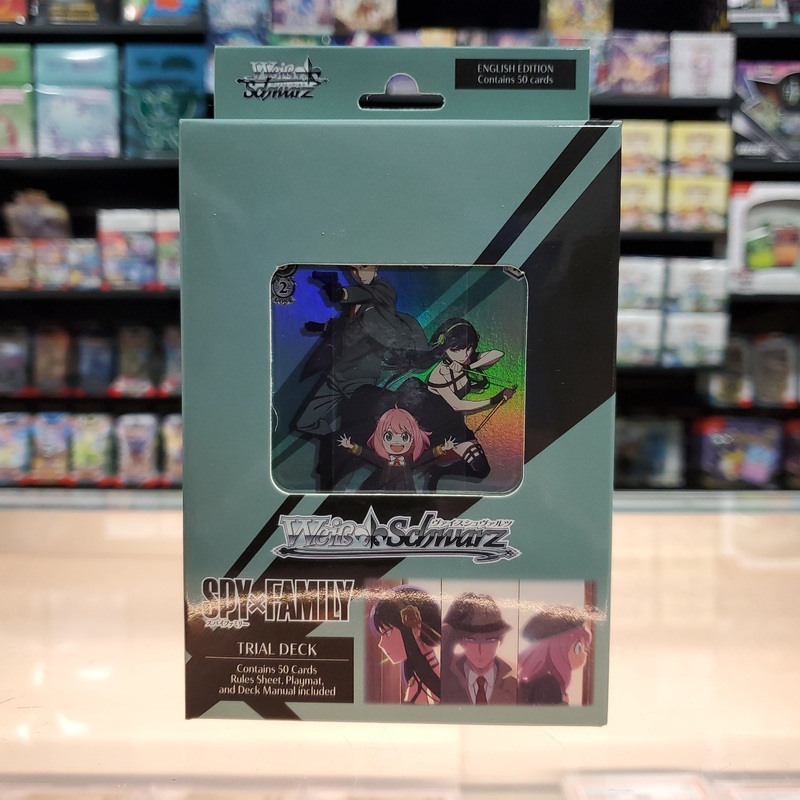 Weiß Schwarz
ENGLISH EDITION
Contains 50 cards
2
ヴァイスシュヴァルツ
Weiß Schwarz
SPY×FAMILY
スパイファミリー
TRIAL DECK
Contains 50 Cards
Rules Sheet, Playmat,
and Deck Manual included